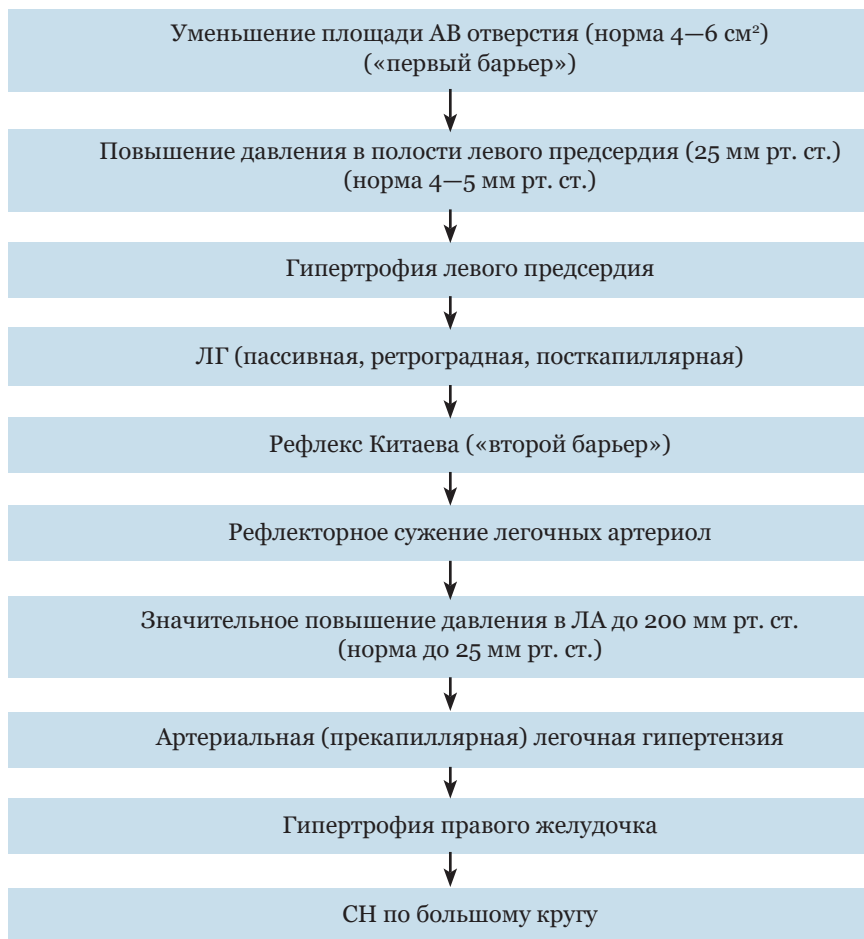 Уменьшение площади АВ отверстия (норма 4—6 см²)
(«первый барьер»)
Повышение давления в полости левого предсердия (25 мм рт. ст.)
(норма 4—5 мм рт. ст.)
Гипертрофия левого предсердия
ЛГ (пассивная, ретроградная, посткапиллярная)
Рефлекс Китаева («второй барьер»)
Рефлекторное сужение легочных артериол
Значительное повышение давления в ЛА до 200 мм рт. ст.
(норма до 25 мм рт. ст.)
Артериальная (прекапиллярная) легочная гипертензия
Гипертрофия правого желудочка
СН по большому кругу